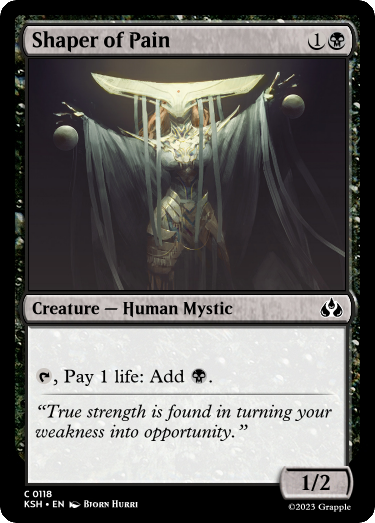 Shaper of Pain 1
Creature — Human Mystic
, Pay 1 life: Add .
“True strength is found in turning your
weakness into opportunity.”
1/2
C 0118
KSH • EN Bjorn Hurri
©2023 Grapple